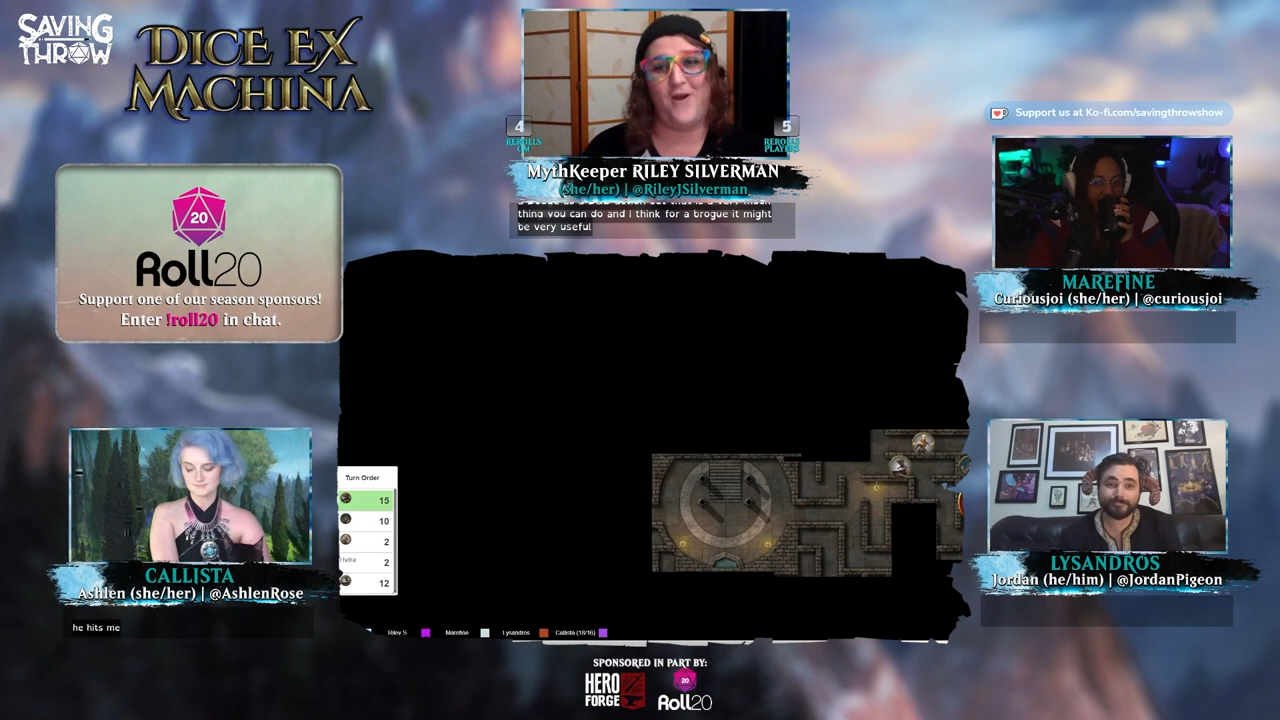 SAVING
THROW
DICE EX
MACHINA
4
REROLLS
GM
5
REROLLS
PLAYERS
MythKeeper RILEY SILVERMAN
(she/her) | @RileyJSilverman
thing you can do and i think for a brogue it might
be very useful
Support us at Ko-fi.com/savingthrowshow
20
Roll20
Support one of our season sponsors!
Enter !roll20 in chat.
MAREFINE
Curiousjoi (she/her) | @curiousjoi
Turn Order
15
10
2
Hydra
2
12
CALLISTA
Ashlen (she/her) | @AshlenRose
he hits me
LYSANDROS
Jordan (he/him) | @JordanPigeon
Riley S.
Marefine
Lysandros
Callista (18/16)
SPONSORED IN PART BY:
HERO
FORGE
20
Roll20